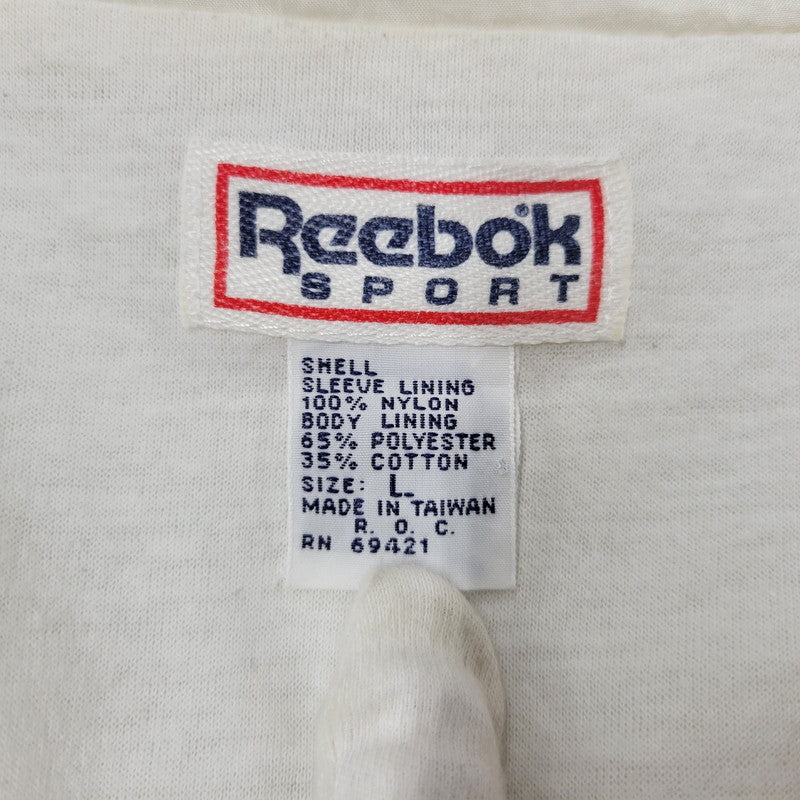 Reebok®
SPORT
SHELL
SLEEVE LINING
100% NYLON
BODY LINING
65% POLYESTER
35% COTTON
SIZE: L
MADE IN TAIWAN
R. O. C.
RN 69421